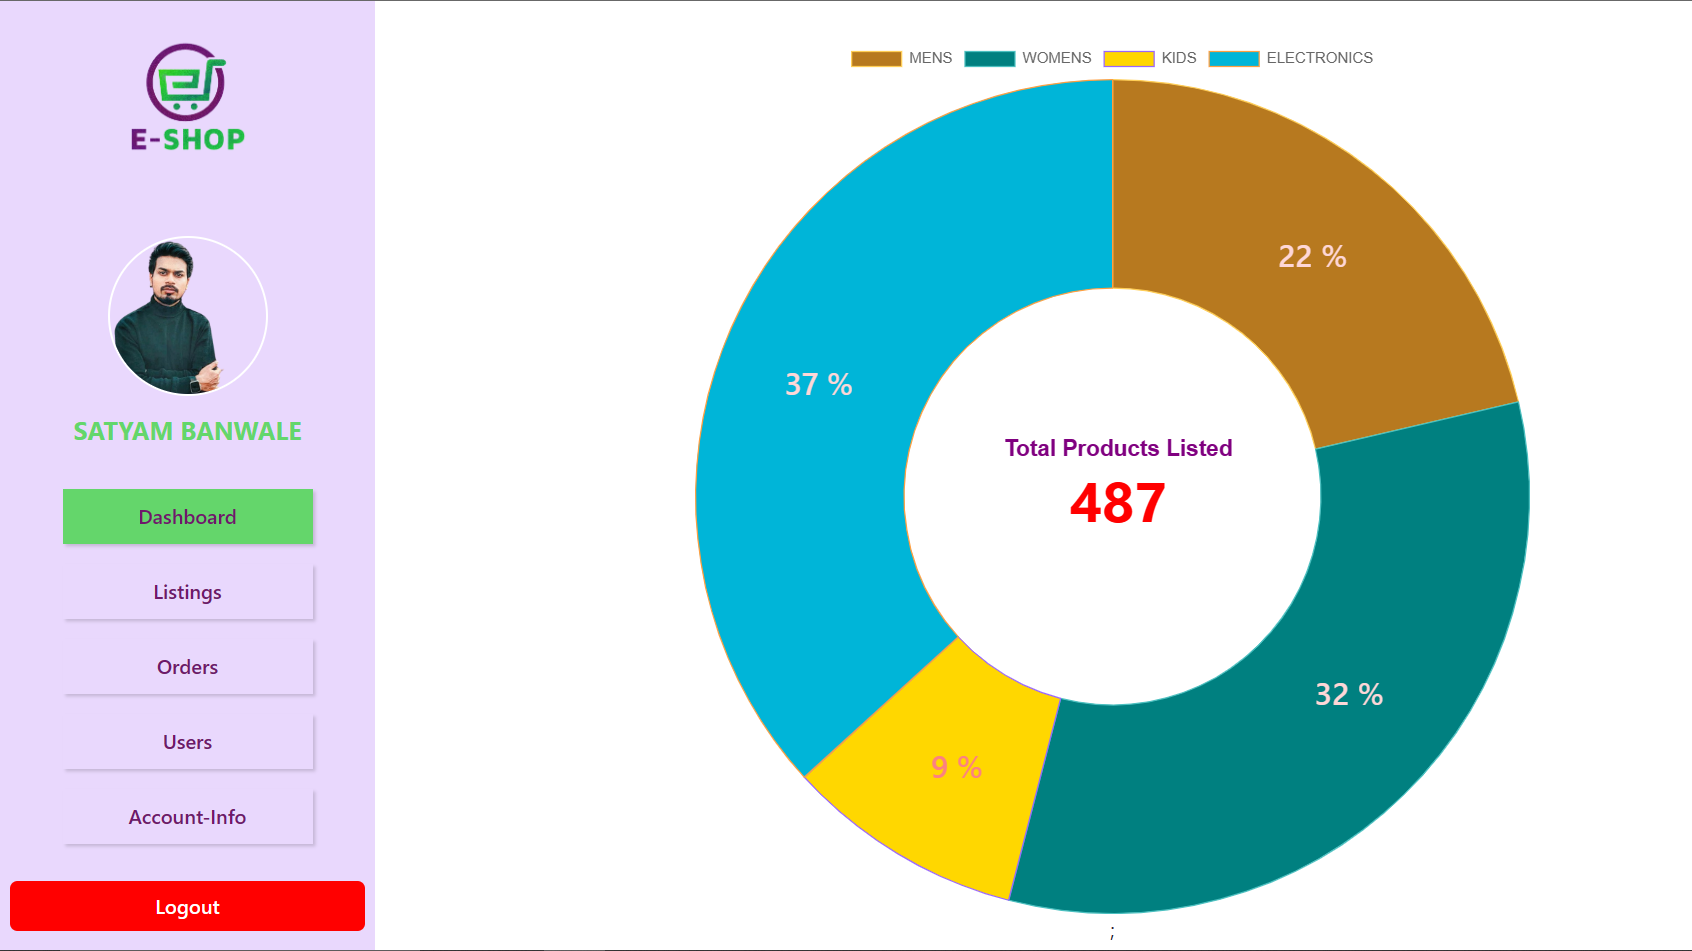 E-SHOP
SATYAM BANWALE
Dashboard
Listings
Orders
Users
Account-Info
Logout
MENS WOMENS KIDS ELECTRONICS
22 %
37 %
Total Products Listed
487
32 %
9 %
;